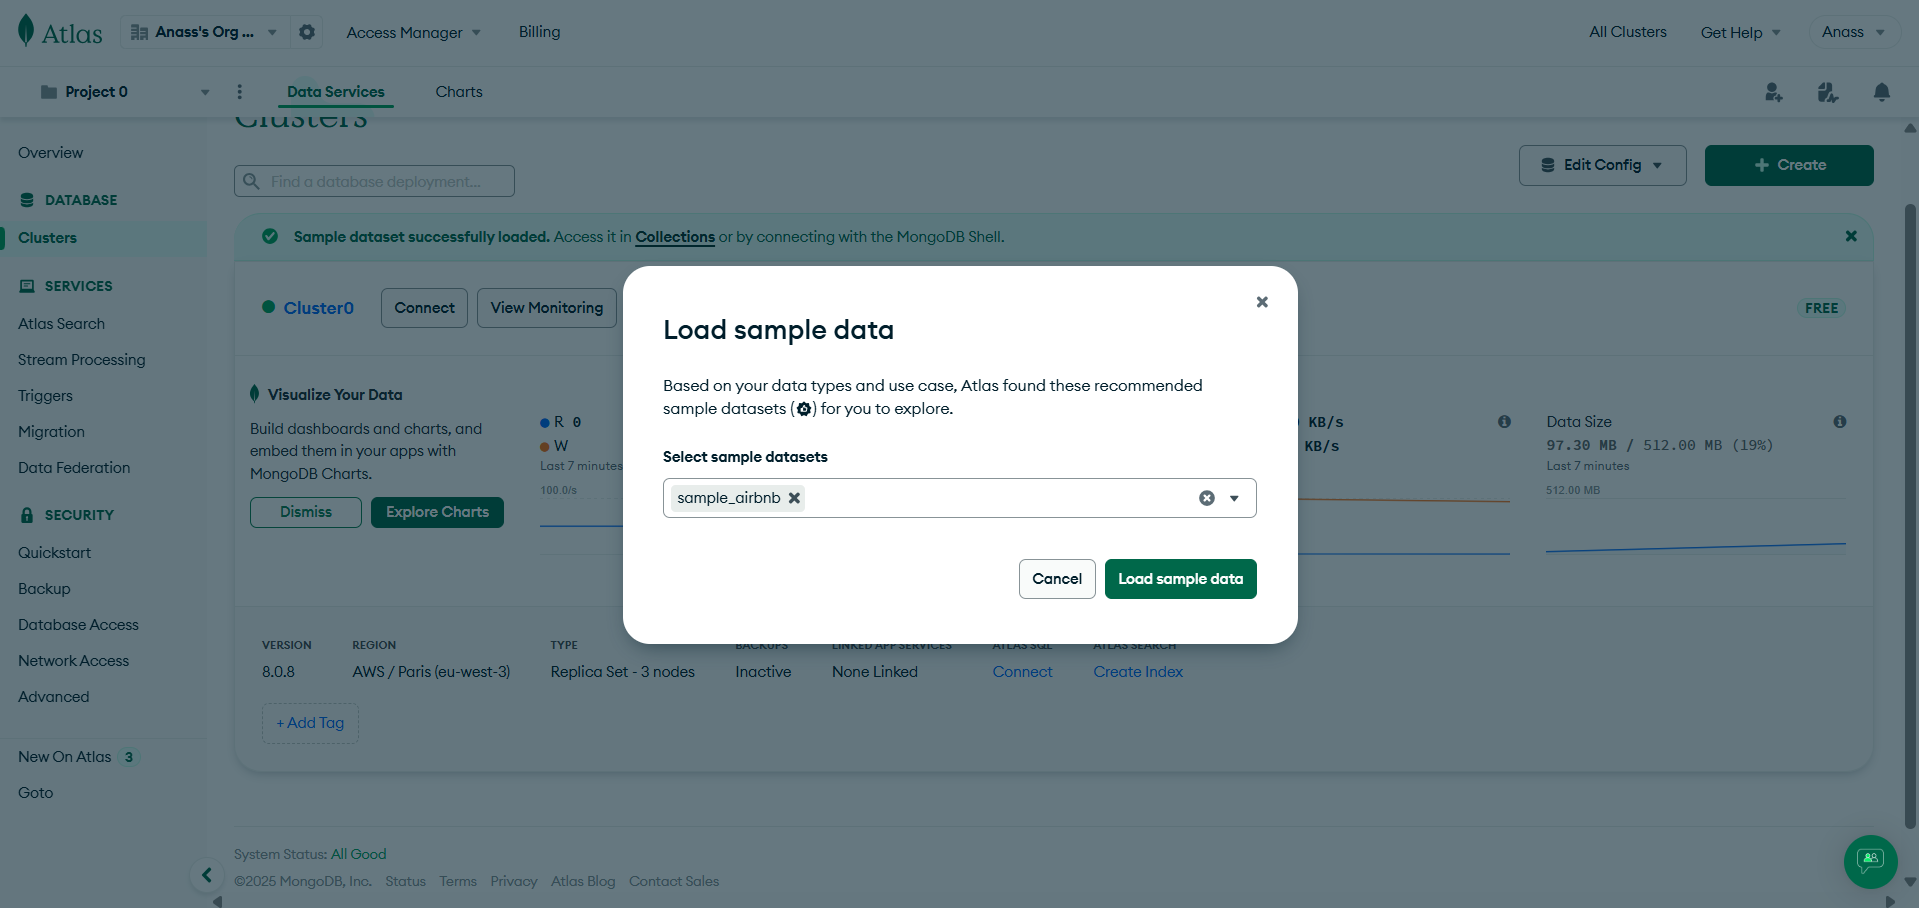 Atlas
Anass's Org ...
Access Manager
Billing
All Clusters
Get Help
Anass
Project 0
Data Services
Charts
Clusters
Overview
DATABASE
Clusters
SERVICES
Atlas Search
Stream Processing
Triggers
Migration
Data Federation
SECURITY
Quickstart
Backup
Database Access
Network Access
Advanced
New On Atlas 3
Goto
Find a database deployment...
Edit Config
+ Create
Sample dataset successfully loaded. Access it in Collections or by connecting with the MongoDB Shell.
Cluster0
Connect
View Monitoring
FREE
Visualize Your Data
Build dashboards and charts, and
embed them in your apps with
MongoDB Charts.
Dismiss
Explore Charts
R 0
W
Last 7 minutes
100.0/s
KB/s
KB/s
Data Size
97.30 MB / 512.00 MB (19%)
Last 7 minutes
512.00 MB
Load sample data
Based on your data types and use case, Atlas found these recommended
sample datasets ( ) for you to explore.
Select sample datasets
sample_airbnb
Cancel
Load sample data
VERSION
8.0.8
REGION
AWS / Paris (eu-west-3)
TYPE
Replica Set - 3 nodes
BACKUPS
Inactive
LINKED APP SERVICES
None Linked
ATLAS SQL
Connect
ATLAS SEARCH
Create Index
+ Add Tag
System Status: All Good
©2025 MongoDB, Inc.
Status
Terms
Privacy
Atlas Blog
Contact Sales